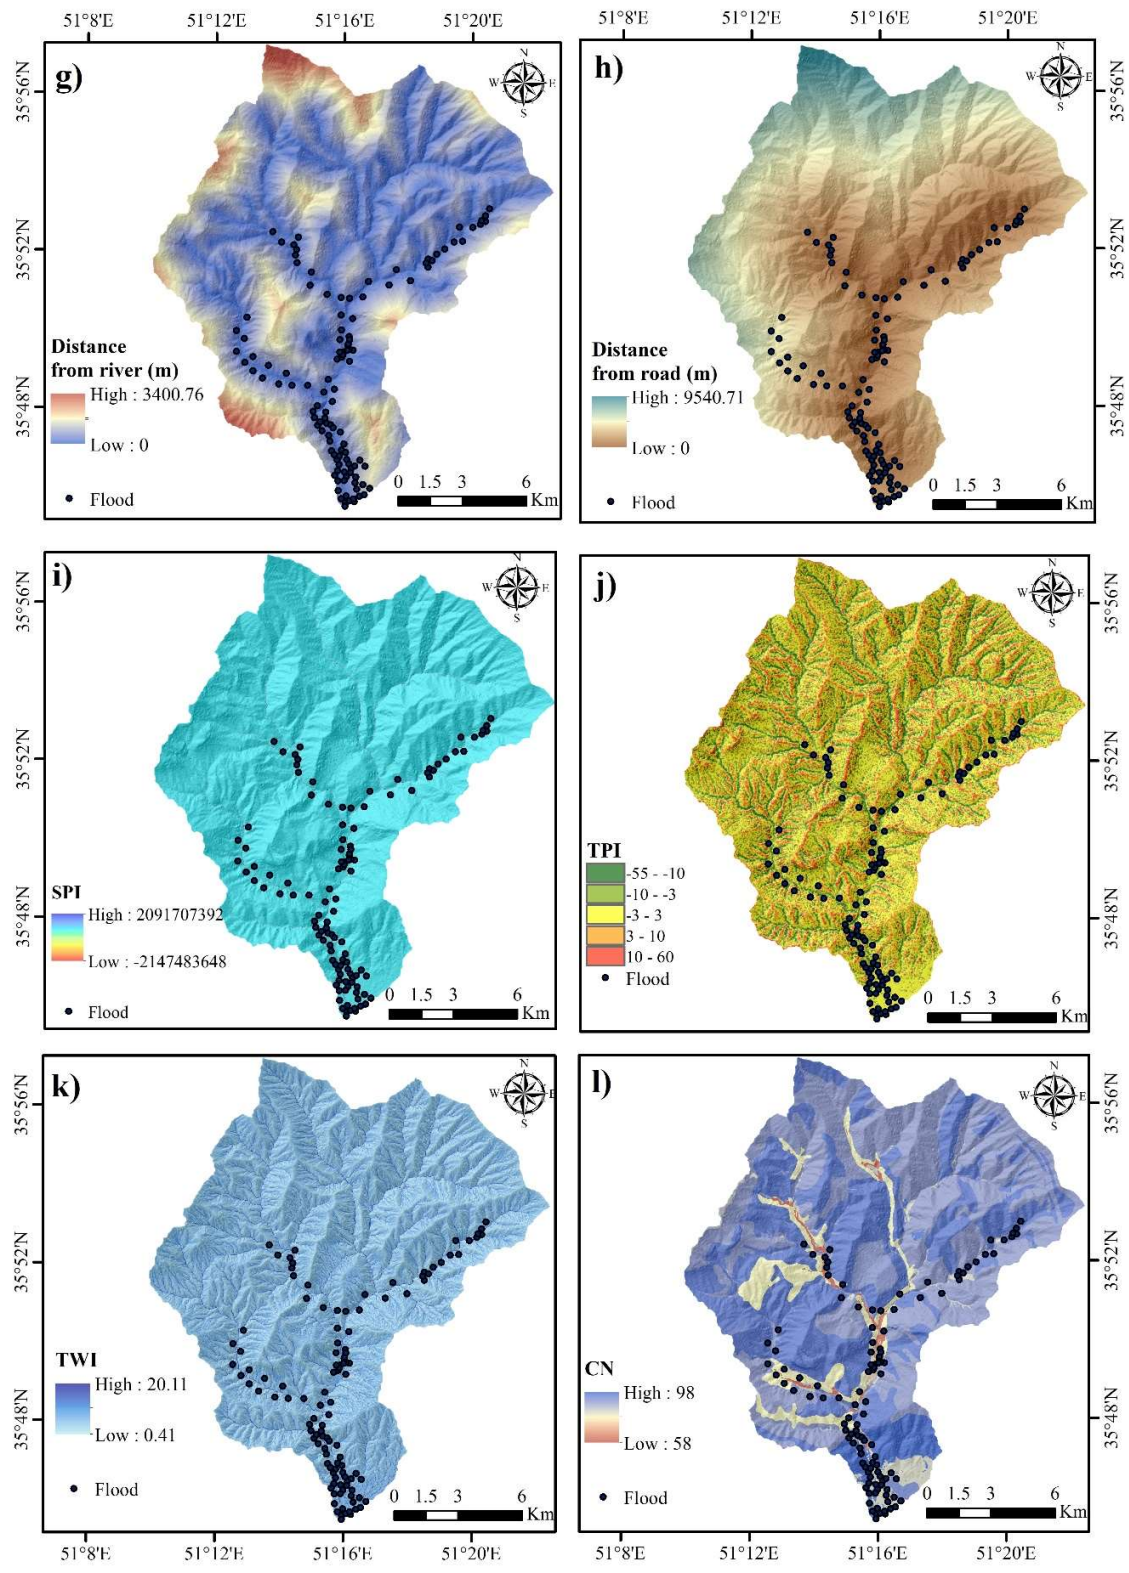 51°8'E 51°12'E 51°16'E 51°20'E 51°8'E 51°12'E 51°16'E 51°20'E
g)
N
W E
S
35°56'N
35°52'N
35°48'N
Distance
from river (m)
High : 3400.76
Low : 0
Flood
0 1.5 3 6
Km
h)
N
W E
S
35°56'N
35°52'N
35°48'N
Distance
from road (m)
High : 9540.71
Low : 0
Flood
0 1.5 3 6
Km
i)
N
W E
S
35°56'N
35°52'N
35°48'N
SPI
High : 2091707392
Low : -2147483648
Flood
0 1.5 3 6
Km
j)
N
W E
S
35°56'N
35°52'N
35°48'N
TPI
-55 - -10
-10 - -3
-3 - 3
3 - 10
10 - 60
Flood
0 1.5 3 6
Km
k)
N
W E
S
35°56'N
35°52'N
35°48'N
TWI
High : 20.11
Low : 0.41
Flood
0 1.5 3 6
Km
l)
N
W E
S
35°56'N
35°52'N
35°48'N
CN
High : 98
Low : 58
Flood
0 1.5 3 6
Km
51°8'E 51°12'E 51°16'E 51°20'E 51°8'E 51°12'E 51°16'E 51°20'E